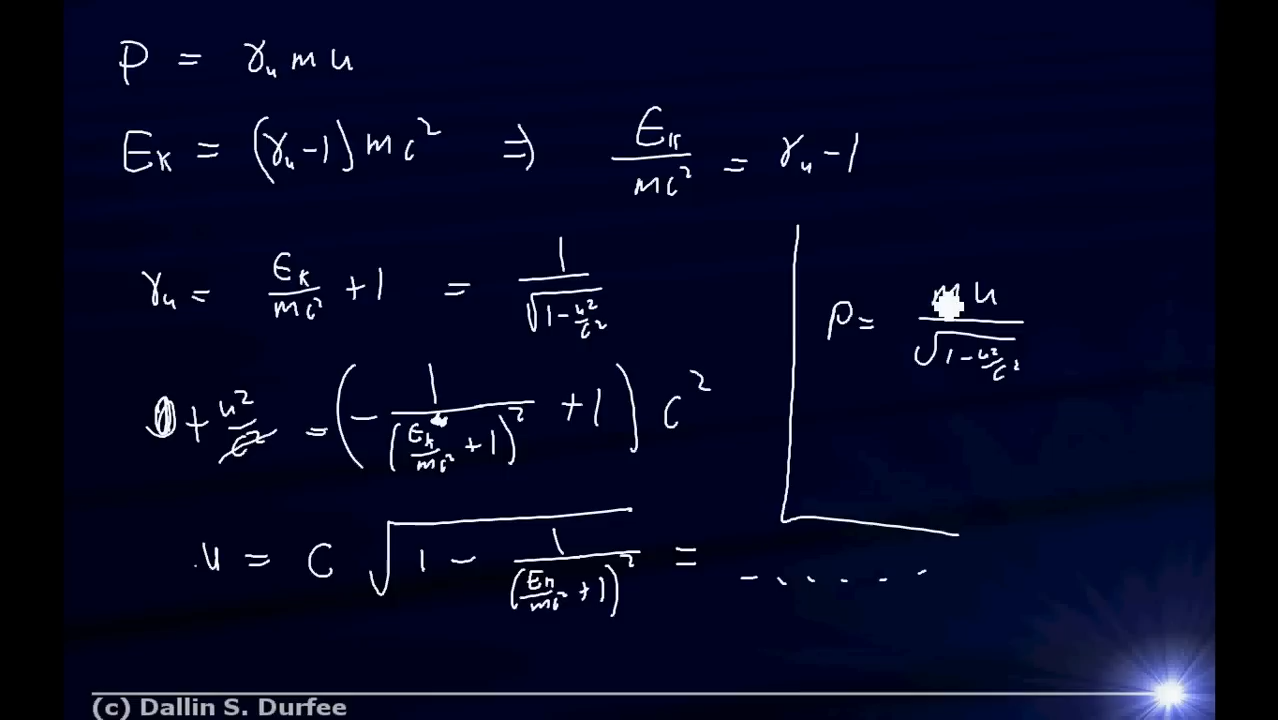 P = γᵤ m u
Eₖ = (γᵤ - 1) mc² ⇒ Eₖ/mc² = γᵤ - 1
γᵤ = Eₖ/mc² + 1 = 1/√(1 - u²/c²)
P = mu/√(1 - u²/c²)
+ u²/c² = (- 1/(Eₖ/mc² + 1)² + 1) c²
u = c √(1 - 1/(Eₖ/mc² + 1)²) = - - - - - -
(c) Dallin S. Durfee